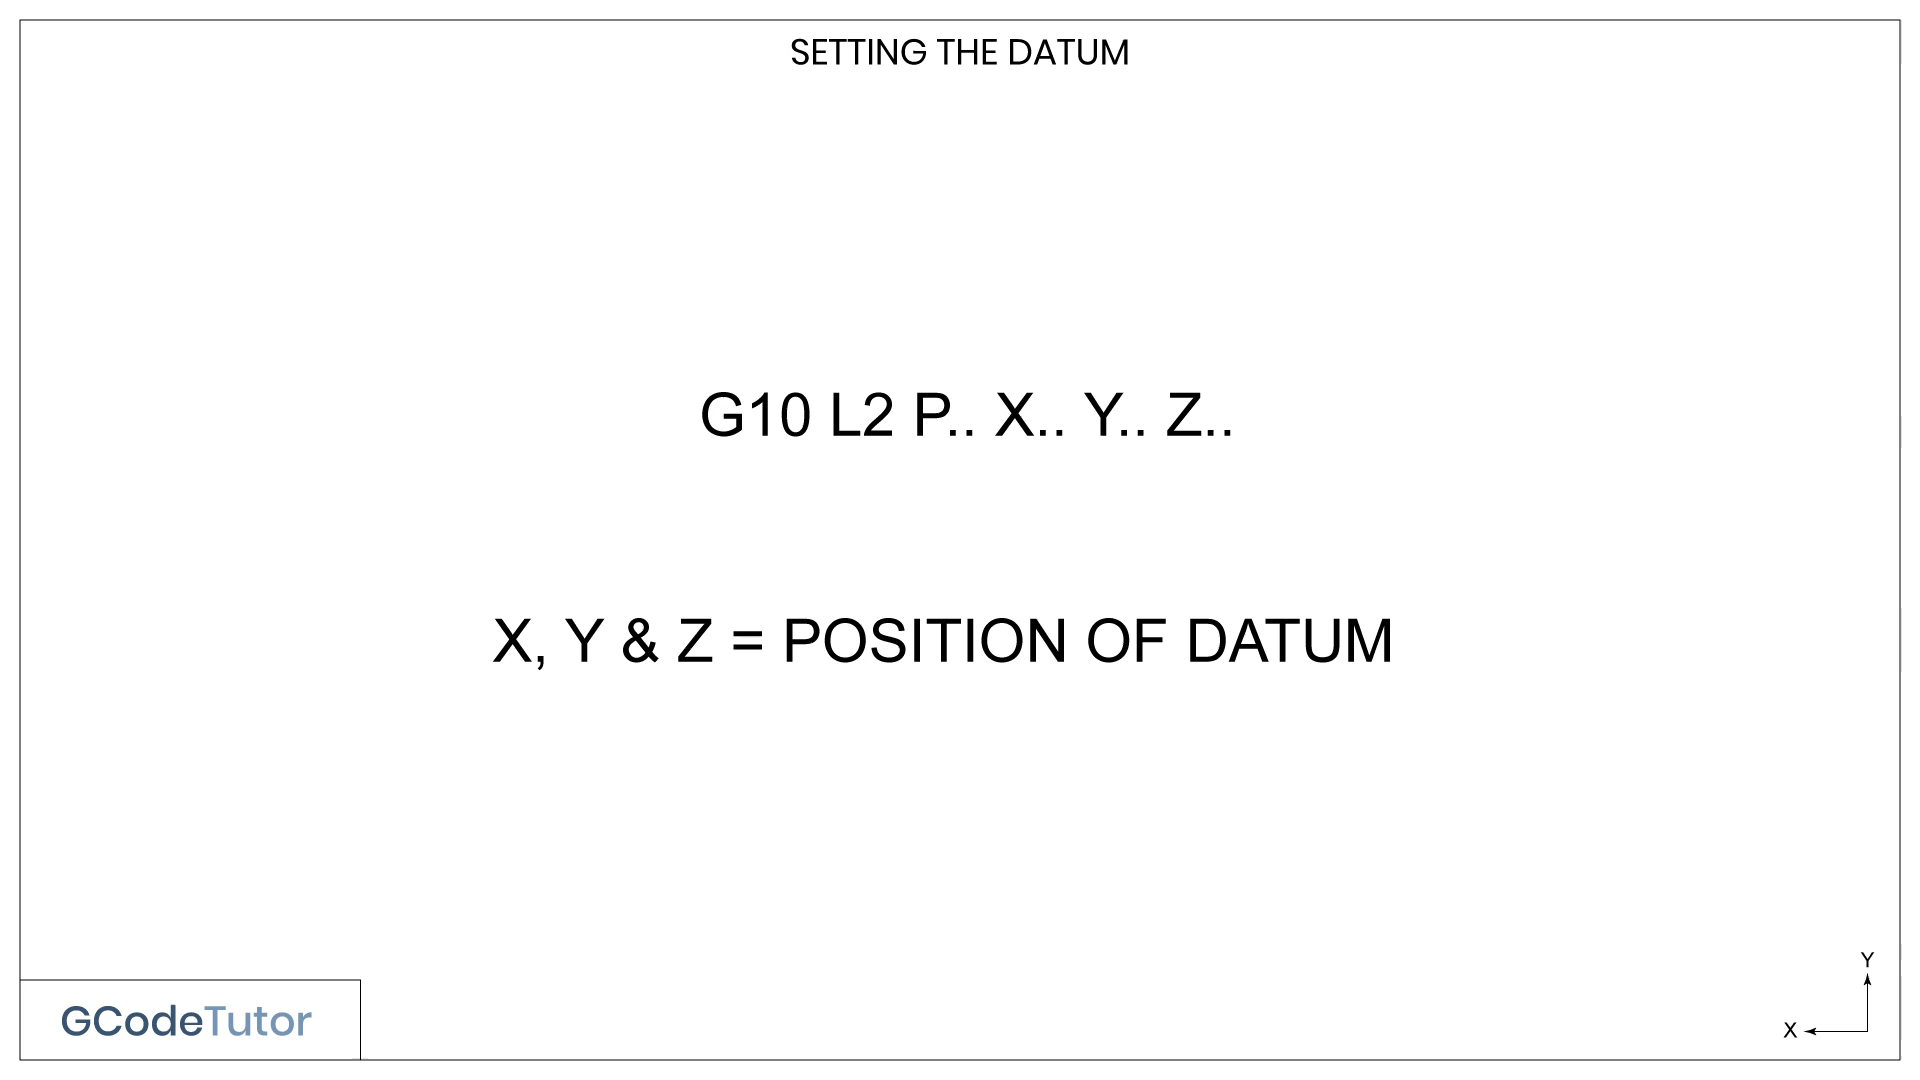 SETTING THE DATUM
G10 L2 P.. X.. Y.. Z..
X, Y & Z = POSITION OF DATUM
Y
GCodeTutor
X